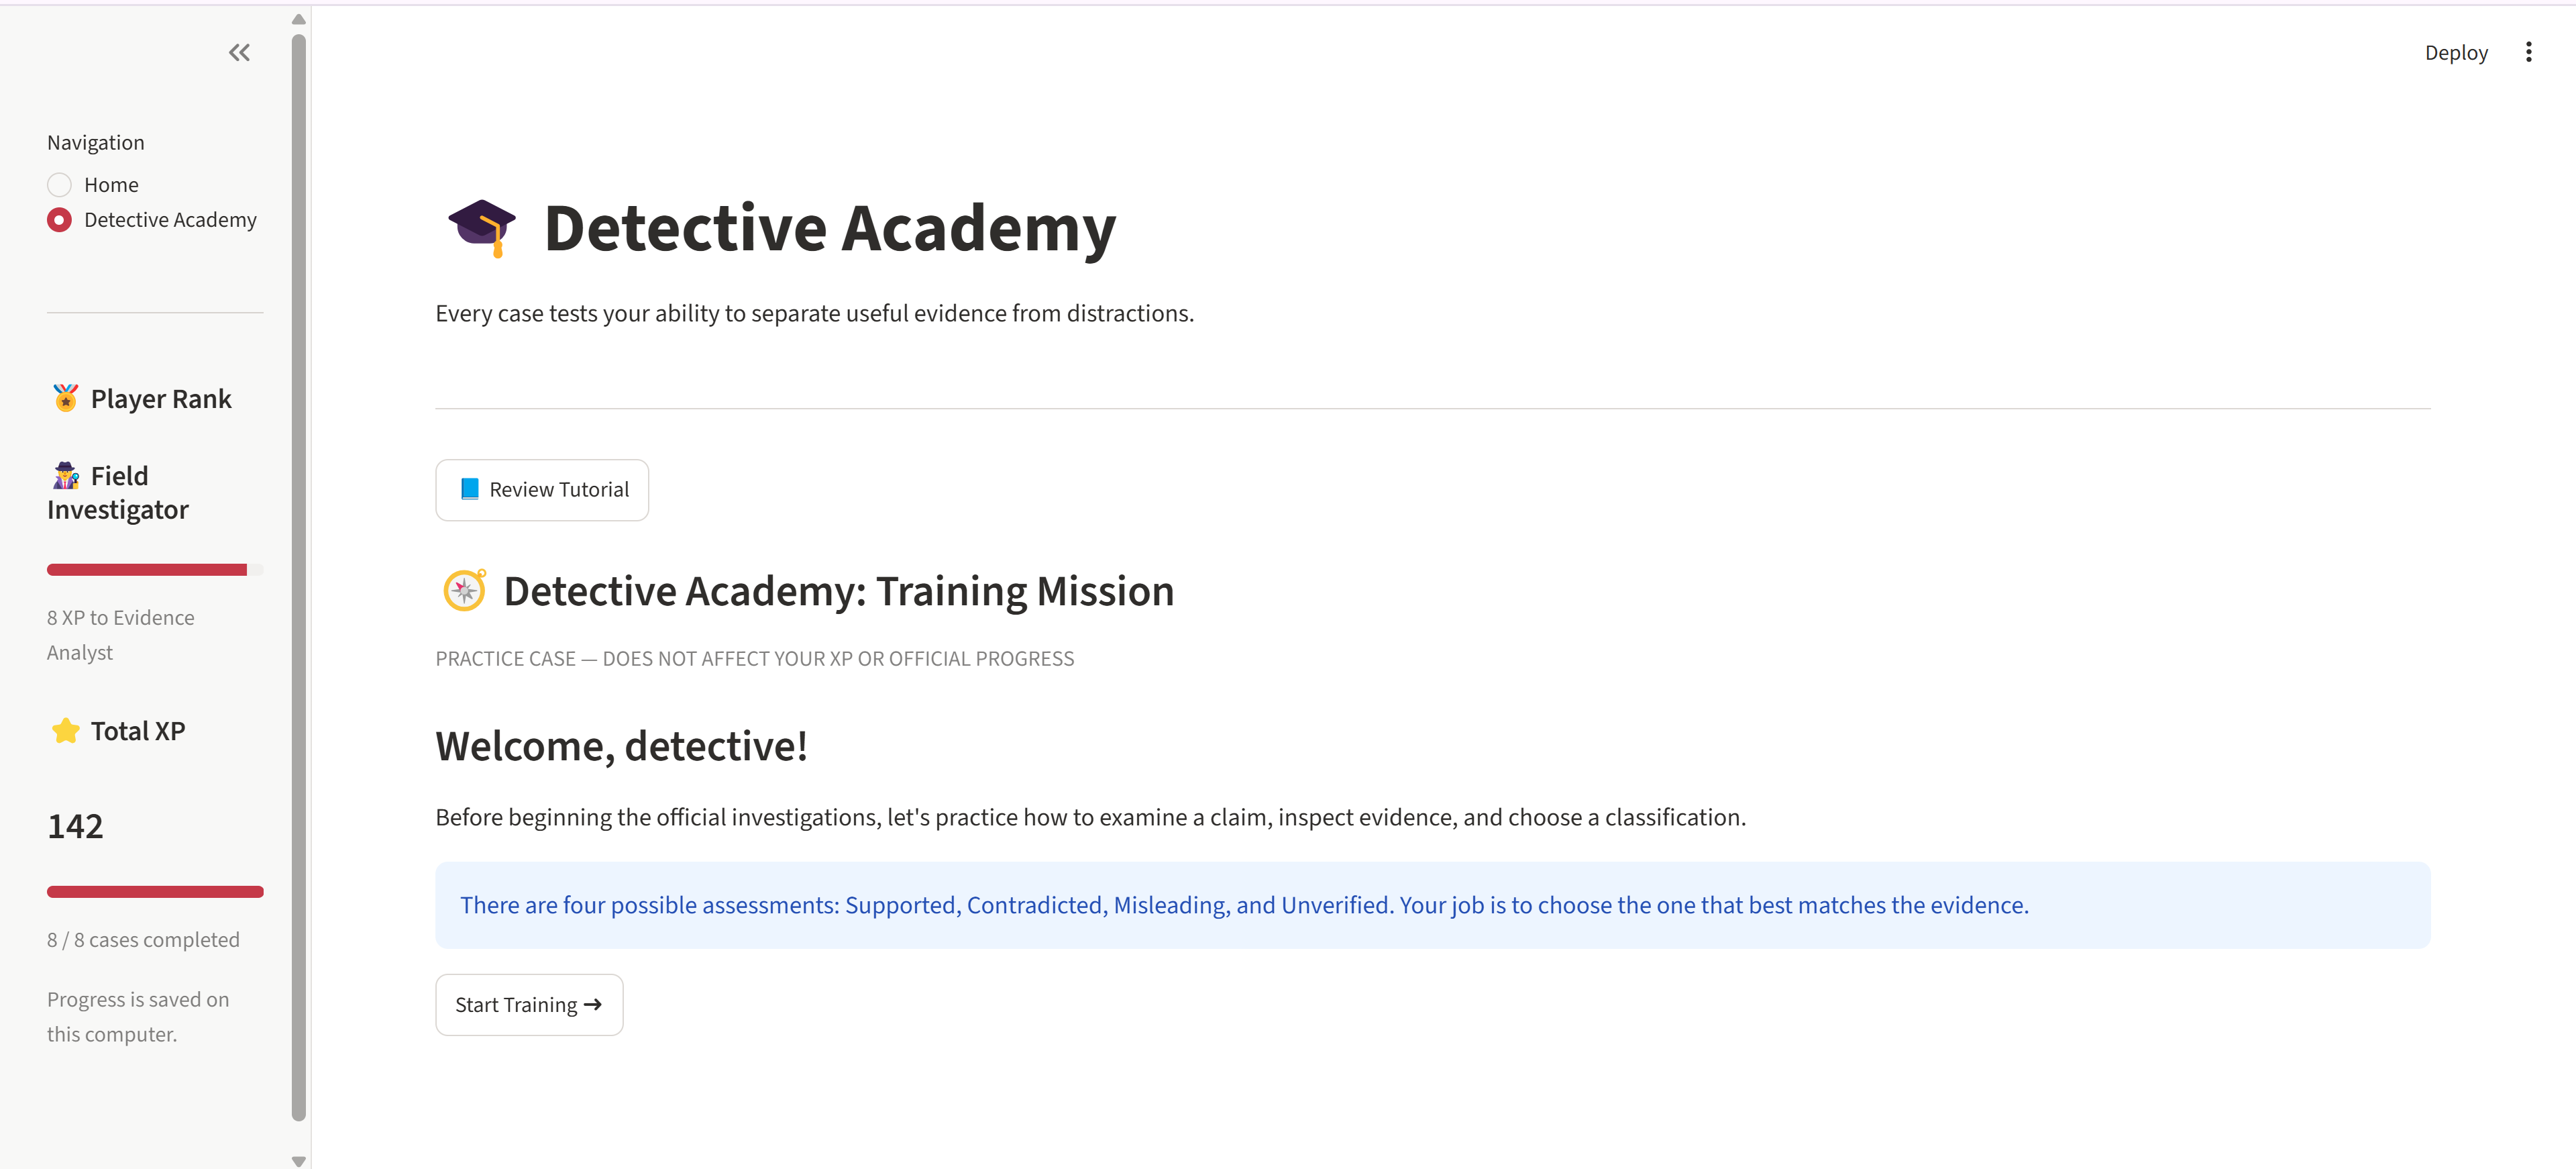 Deploy
Navigation
Home
Detective Academy
Player Rank
Field
Investigator
8 XP to Evidence
Analyst
Total XP
142
8 / 8 cases completed
Progress is saved on
this computer.
Detective Academy
Every case tests your ability to separate useful evidence from distractions.
Review Tutorial
Detective Academy: Training Mission
PRACTICE CASE — DOES NOT AFFECT YOUR XP OR OFFICIAL PROGRESS
Welcome, detective!
Before beginning the official investigations, let's practice how to examine a claim, inspect evidence, and choose a classification.
There are four possible assessments: Supported, Contradicted, Misleading, and Unverified. Your job is to choose the one that best matches the evidence.
Start Training →